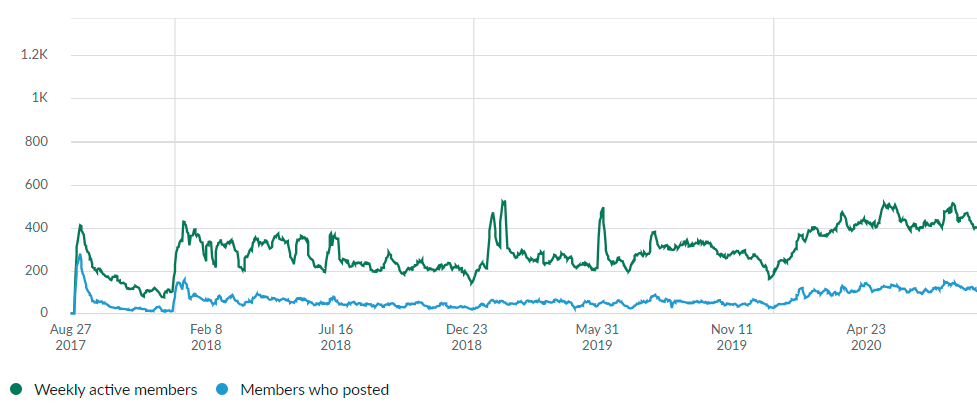 1.2K
1K
800
600
400
200
0
Aug 27 Feb 8 Jul 16 Dec 23 May 31 Nov 11 Apr 23
2017 2018 2018 2018 2019 2019 2020
Weekly active members Members who posted